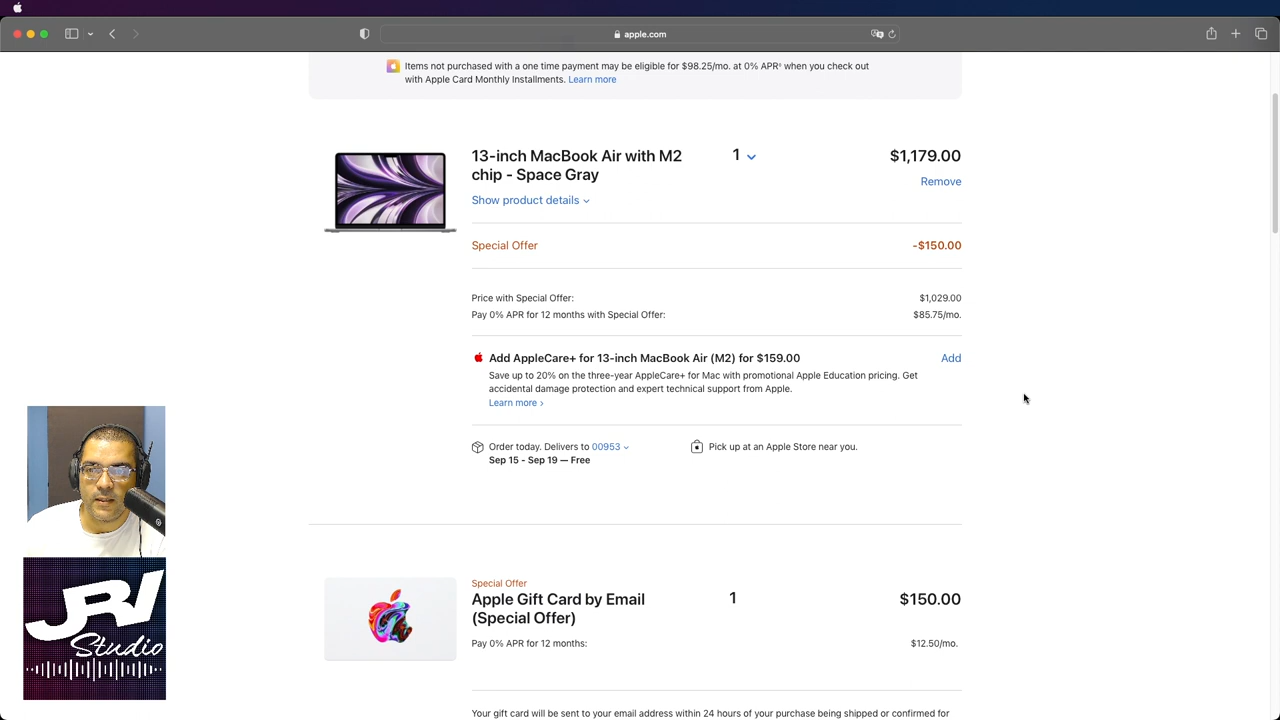 apple.com
Items not purchased with a one time payment may be eligible for $98.25/mo. at 0% APR◊ when you check out
with Apple Card Monthly Installments. Learn more
13-inch MacBook Air with M2
chip - Space Gray
1
$1,179.00
Remove
Show product details
Special Offer
-$150.00
Price with Special Offer:
$1,029.00
Pay 0% APR for 12 months with Special Offer:
$85.75/mo.
Add AppleCare+ for 13-inch MacBook Air (M2) for $159.00
Add
Save up to 20% on the three-year AppleCare+ for Mac with promotional Apple Education pricing. Get
accidental damage protection and expert technical support from Apple.
Learn more >
Order today. Delivers to 00953
Sep 15 - Sep 19 — Free
Pick up at an Apple Store near you.
Special Offer
Apple Gift Card by Email
(Special Offer)
1
$150.00
Pay 0% APR for 12 months:
$12.50/mo.
Your gift card will be sent to your email address within 24 hours of your purchase being shipped or confirmed for
JRV
Studio